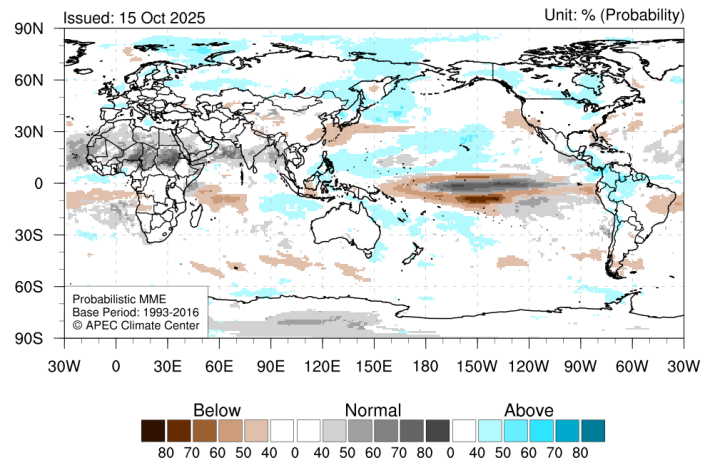 Issued: 15 Oct 2025
Unit: % (Probability)
90N
60N
30N
0
30S
60S
90S
Probabilistic MME
Base Period: 1993-2016
© APEC Climate Center
30W 0 30E 60E 90E 120E 150E 180 150W 120W 90W 60W 30W
Below Normal Above
80 70 60 50 40 0 40 50 60 70 80 0 40 50 60 70 80